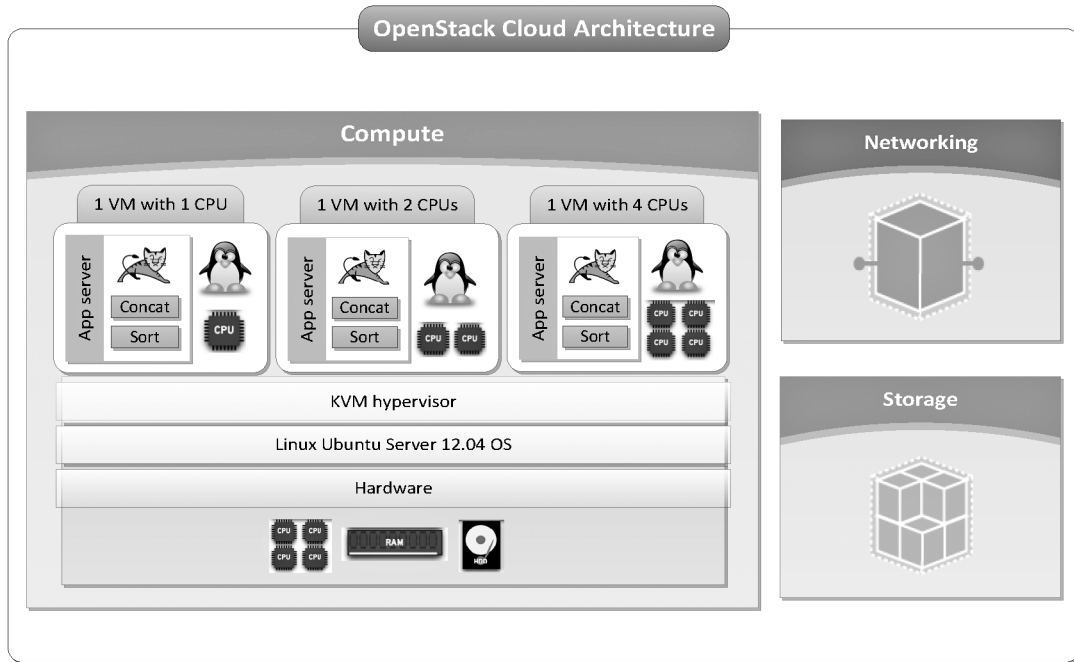 OpenStack Cloud Architecture
Compute
1 VM with 1 CPU
App server
Concat
Sort
CPU
1 VM with 2 CPUs
App server
Concat
Sort
CPU CPU
1 VM with 4 CPUs
App server
Concat
Sort
CPU CPU
CPU CPU
KVM hypervisor
Linux Ubuntu Server 12.04 OS
Hardware
CPU CPU
CPU CPU
RAM
HDD
Networking
Storage